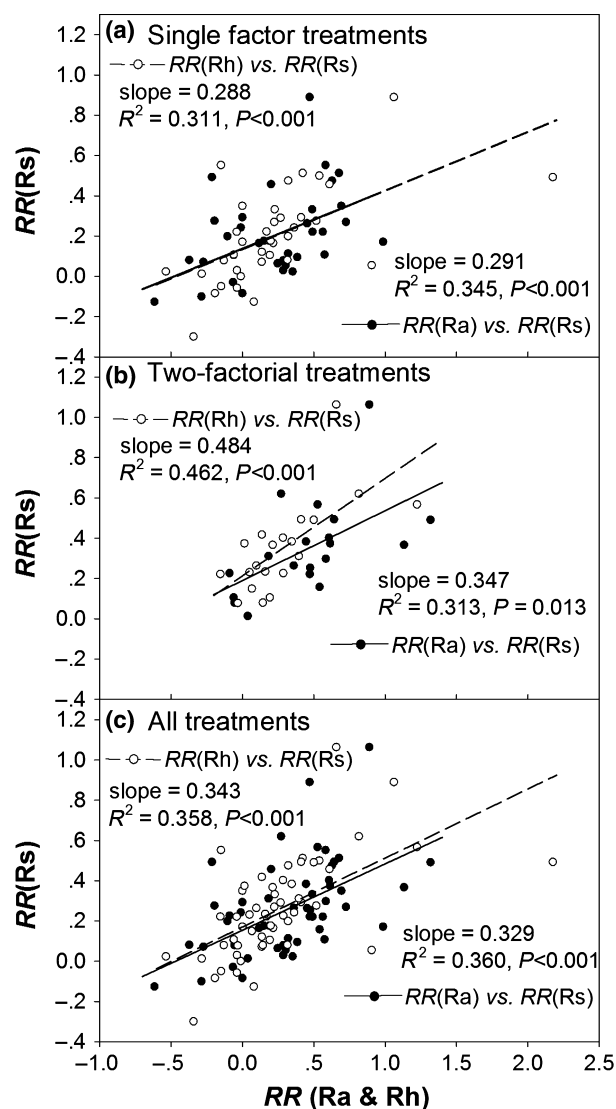 (a) Single factor treatments
RR(Rh) vs. RR(Rs)
slope = 0.288
R² = 0.311, P<0.001
slope = 0.291
R² = 0.345, P<0.001
RR(Ra) vs. RR(Rs)
1.2
1.0
.8
.6
.4
.2
0.0
–.2
–.4
RR(Rs)
(b) Two-factorial treatments
RR(Rh) vs. RR(Rs)
slope = 0.484
R² = 0.462, P<0.001
slope = 0.347
R² = 0.313, P = 0.013
RR(Ra) vs. RR(Rs)
1.2
1.0
.8
.6
.4
.2
0.0
–.2
–.4
RR(Rs)
(c) All treatments
RR(Rh) vs. RR(Rs)
slope = 0.343
R² = 0.358, P<0.001
slope = 0.329
R² = 0.360, P<0.001
RR(Ra) vs. RR(Rs)
1.2
1.0
.8
.6
.4
.2
0.0
–.2
–.4
RR(Rs)
–1.0 –.5 0.0 .5 1.0 1.5 2.0 2.5
RR (Ra & Rh)